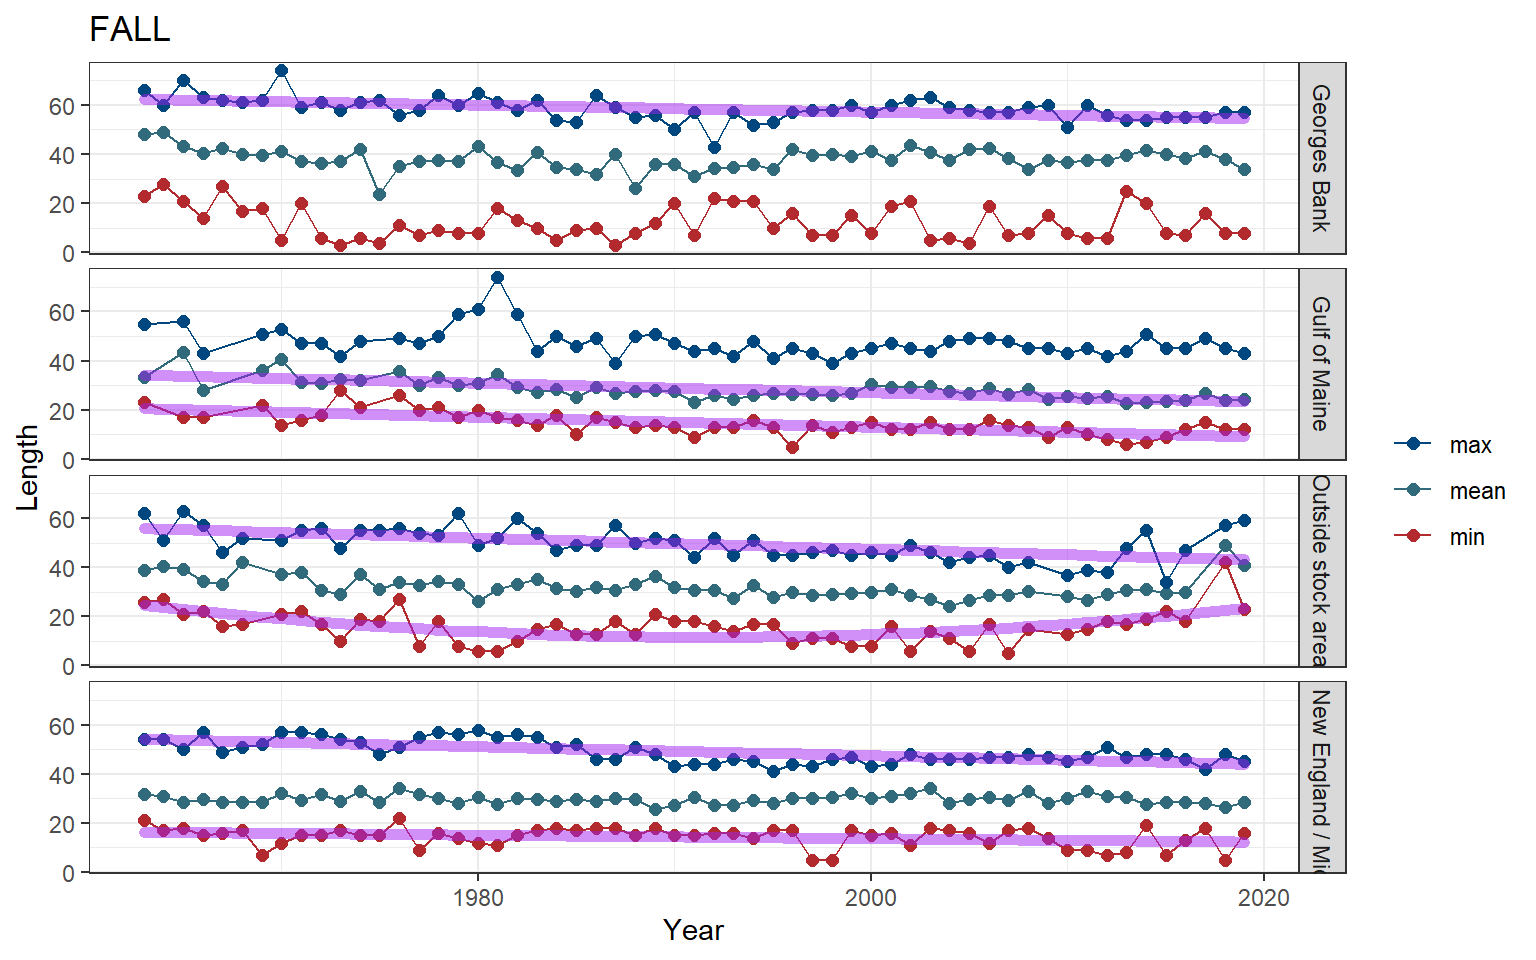 FALL
60
40
20
0
Georges Bank
60
40
20
0
Gulf of Maine
60
40
20
0
Outside stock area
60
40
20
0
New England / Mi
Length
1980
2000
2020
Year
max
mean
min